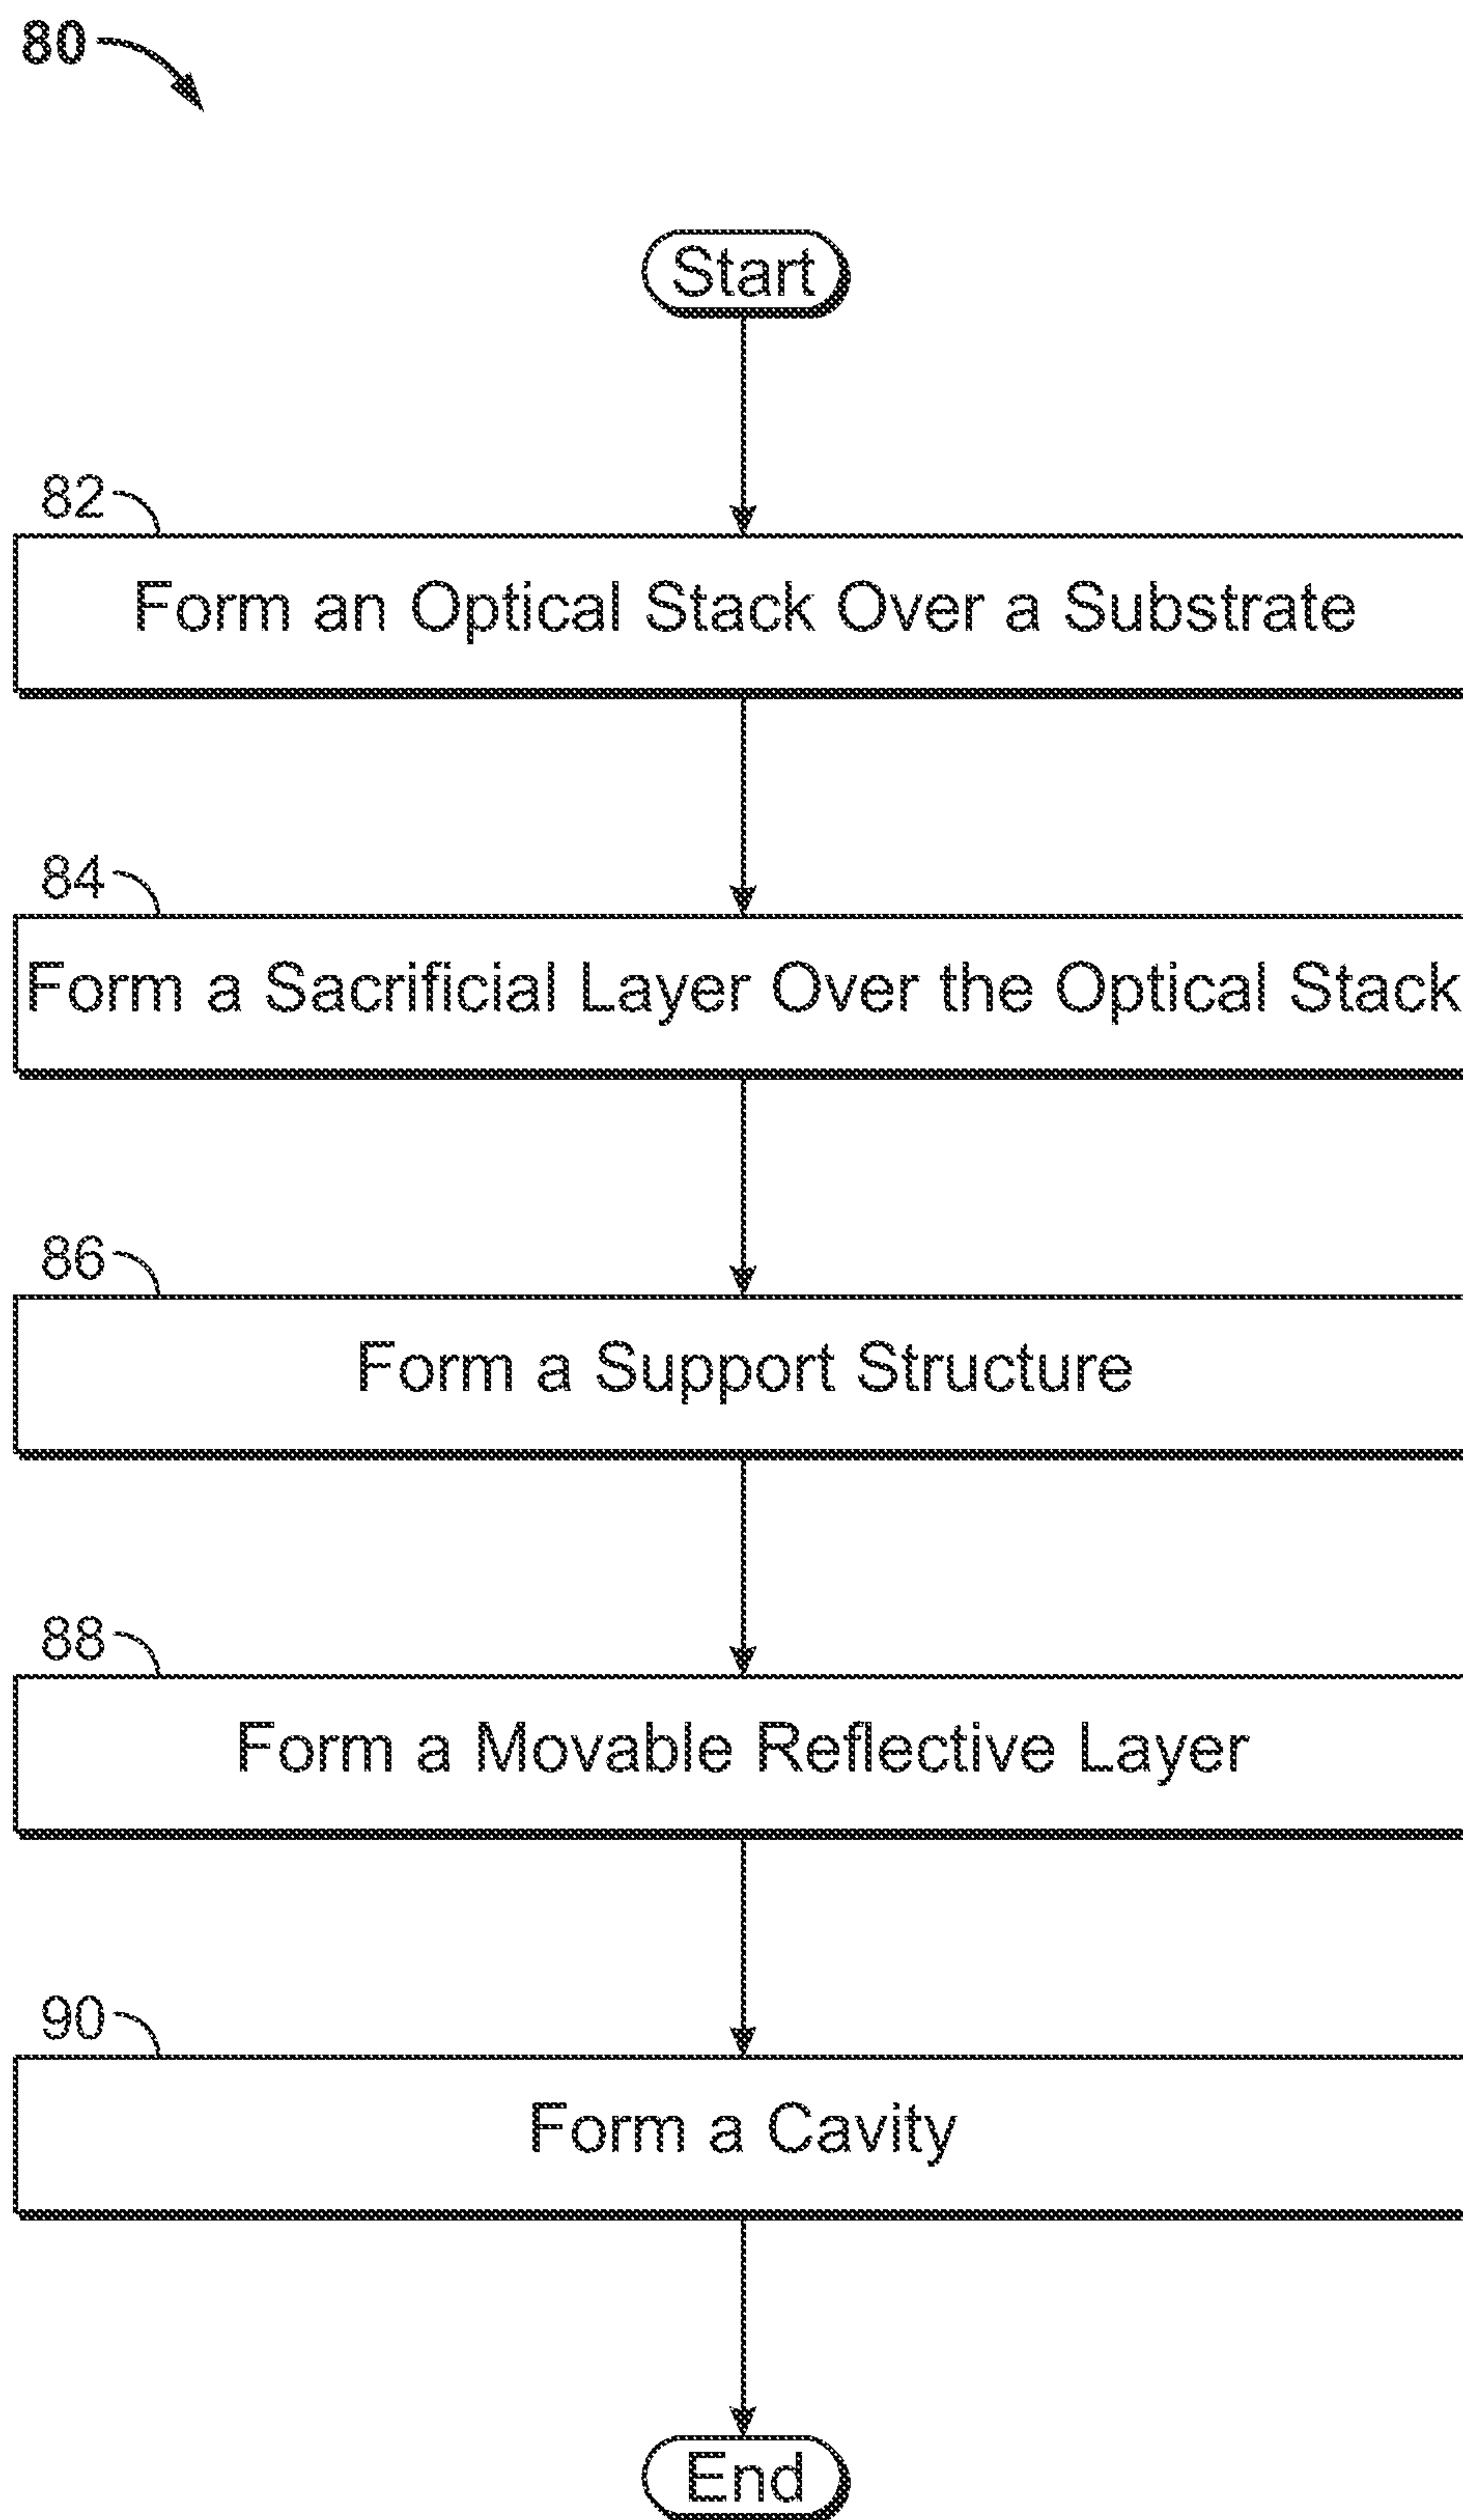 80
Start
82
Form an Optical Stack Over a Substrate
84
Form a Sacrificial Layer Over the Optical Stack
86
Form a Support Structure
88
Form a Movable Reflective Layer
90
Form a Cavity
End